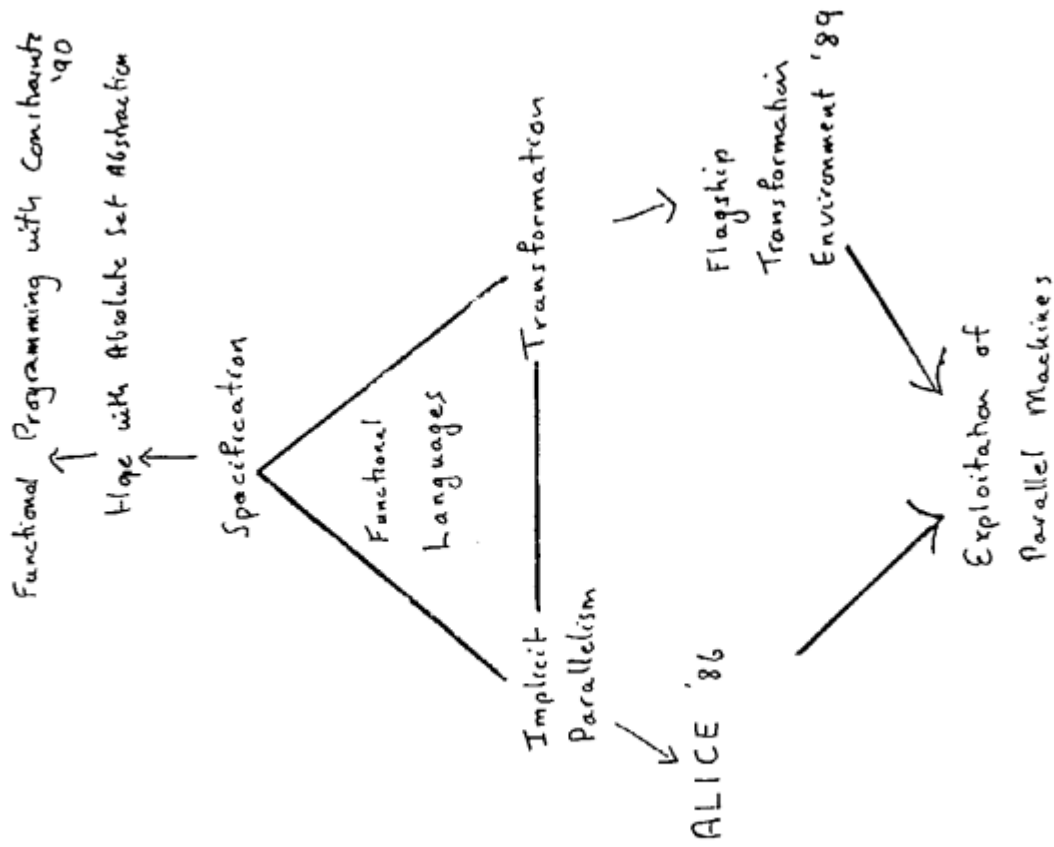 Functional Programming with Constraints
'90
Hope with Absolute Set Abstraction
Specification
Functional
Languages
Implicit
Parallelism
Transformation
ALICE '86
Flagship
Transformation
Environment '89
Exploitation of
Parallel Machines